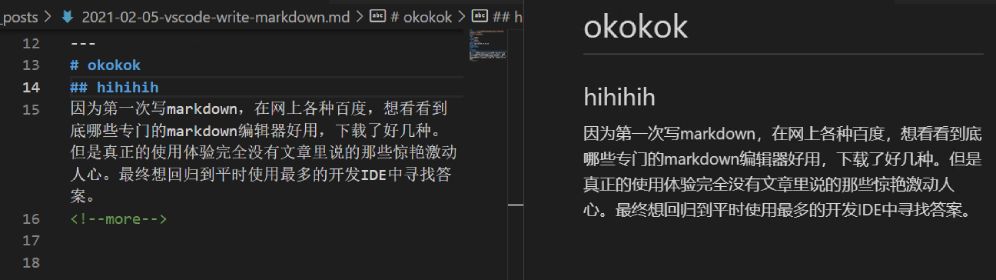 _posts > 2021-02-05-vscode-write-markdown.md > # okokok > ## h
12 ---
13 # okokok
14 ## hihihih
15 因为第一次写markdown，在网上各种百度，想看看到
底哪些专门的markdown编辑器好用，下载了好几种。
但是真正的使用体验完全没有文章里说的那些惊艳激动
人心。最终想回归到平时使用最多的开发IDE中寻找答
案。
16 <!--more-->
17
18
okokok
hihihih
因为第一次写markdown，在网上各种百度，想看看到底
哪些专门的markdown编辑器好用，下载了好几种。但是
真正的使用体验完全没有文章里说的那些惊艳激动人
心。最终想回归到平时使用最多的开发IDE中寻找答案。